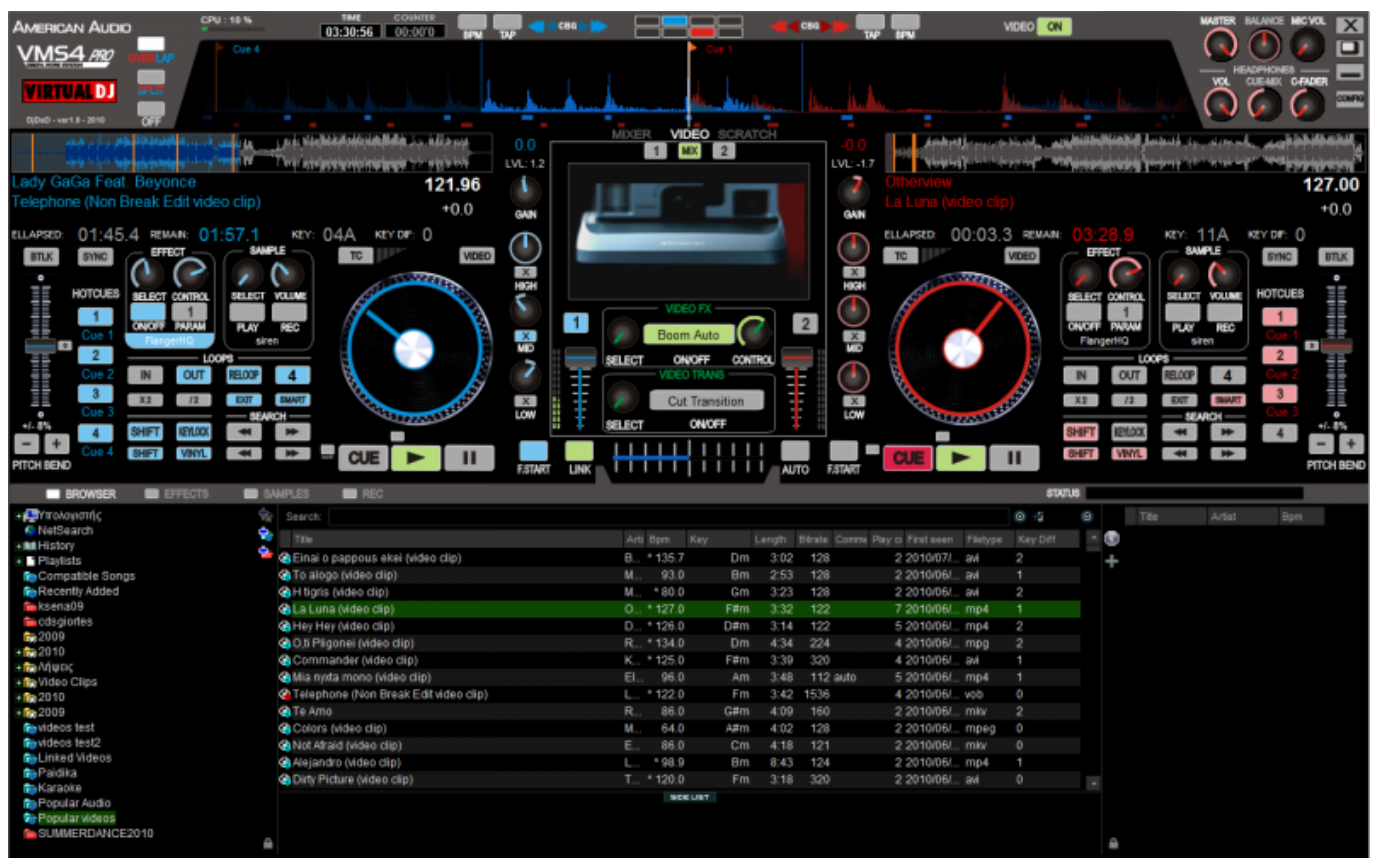 AMERICAN AUDIO
CPU : 10 %
TIME COUNTER
03:30:56 00:00'0
BPM TAP CBG
CBG TAP BPM
VIDEO ON
MASTER BALANCE MIC VOL
VMS4 PRO
OVERLAP
Cue 4
Cue 1
HEADPHONES
VOL CUE-MIX C-FADER
VIRTUAL DJ
SPLIT
CONFIG
DjDaD - ver1.0 - 2010
OFF
MIXER VIDEO SCRATCH
1 MIX 2
0.0
LVL: 1.2
-0.0
LVL: -1.7
Lady GaGa Feat. Beyonce
121.96
Telephone (Non Break Edit video clip)
+0.0
Otherview
127.00
La Luna (video clip)
+0.0
GAIN
GAIN
ELLAPSED: 01:45.4 REMAIN: 01:57.1 KEY: 04A KEY DIF: 0
ELLAPSED: 00:03.3 REMAIN: 03:28.9 KEY: 11A KEY DIF: 0
BTLK SYNC EFFECT SAMPLE TC VIDEO
TC VIDEO EFFECT SAMPLE SYNC BTLK
X HIGH
X HIGH
HOTCUES SELECT CONTROL SELECT VOLUME
SELECT CONTROL SELECT VOLUME HOTCUES
1
Cue 1
ON/OFF PARAM PLAY REC
FlangerHQ siren
1
Cue 1
ON/OFF PARAM PLAY REC
FlangerHQ siren
VIDEO FX
1 Boom Auto 2
SELECT ON/OFF CONTROL
VIDEO TRANS
Cut Transition
SELECT ON/OFF
X MID
X MID
X LOW
X LOW
LOOPS
2
Cue 2
IN OUT RELOOP 4
3
Cue 3
X2 /2 EXIT SMART
SEARCH
4
Cue 4
SHIFT KEYLOCK
SHIFT VINYL
+/- 8%
- +
PITCH BEND
CUE
F.START LINK AUTO F.START
CUE
LOOPS
IN OUT RELOOP 4
2
Cue 2
X2 /2 EXIT SMART
3
Cue 3
SEARCH
SHIFT KEYLOCK
4
SHIFT VINYL
+/- 8%
- +
PITCH BEND
BROWSER EFFECTS SAMPLES REC
STATUS
Υπολογιστής
NetSearch
History
Playlists
Compatible Songs
Recently Added
ksena09
cdsgiortes
2009
2010
Λήψεις
Video Clips
2010
2009
videos test
videos test2
Linked Videos
Paidika
Karaoke
Popular Audio
Popular videos
SUMMERDANCE2010
Search:
Title Arti Bpm Key Length Bitrate Comme Play co First seen Filetype Key Diff
Einai o pappous ekei (video clip) B... * 135.7 Dm 3:02 128 2 2010/07/... avi 2
To alogo (video clip) M... 93.0 Bm 2:53 128 2 2010/06/... avi 1
H tigris (video clip) M... * 80.0 Gm 3:23 128 2 2010/06/... avi 2
La Luna (video clip) O... * 127.0 F#m 3:32 122 7 2010/06/... mp4 1
Hey Hey (video clip) D... * 126.0 D#m 3:14 122 5 2010/06/... mp4 2
O,ti Pligonei (video clip) R... * 134.0 Dm 4:34 224 4 2010/06/... mpg 2
Commander (video clip) K... * 125.0 F#m 3:39 320 4 2010/06/... avi 1
Mia nyxta mono (video clip) El... 96.0 Am 3:48 112 auto 5 2010/06/... mp4 1
Telephone (Non Break Edit video clip) L... * 122.0 Fm 3:42 1536 4 2010/06/... vob 0
Te Amo R... 86.0 G#m 4:09 160 2 2010/06/... mkv 2
Colors (video clip) M... 64.0 A#m 4:02 128 2 2010/06/... mpeg 0
Not Afraid (video clip) E... 86.0 Cm 4:18 121 2 2010/06/... mkv 0
Alejandro (video clip) L... * 98.9 Bm 8:43 124 2 2010/06/... mp4 1
Dirty Picture (video clip) T... * 120.0 Fm 3:18 320 2 2010/06/... avi 0
SIDE LIST
Title Artist Bpm